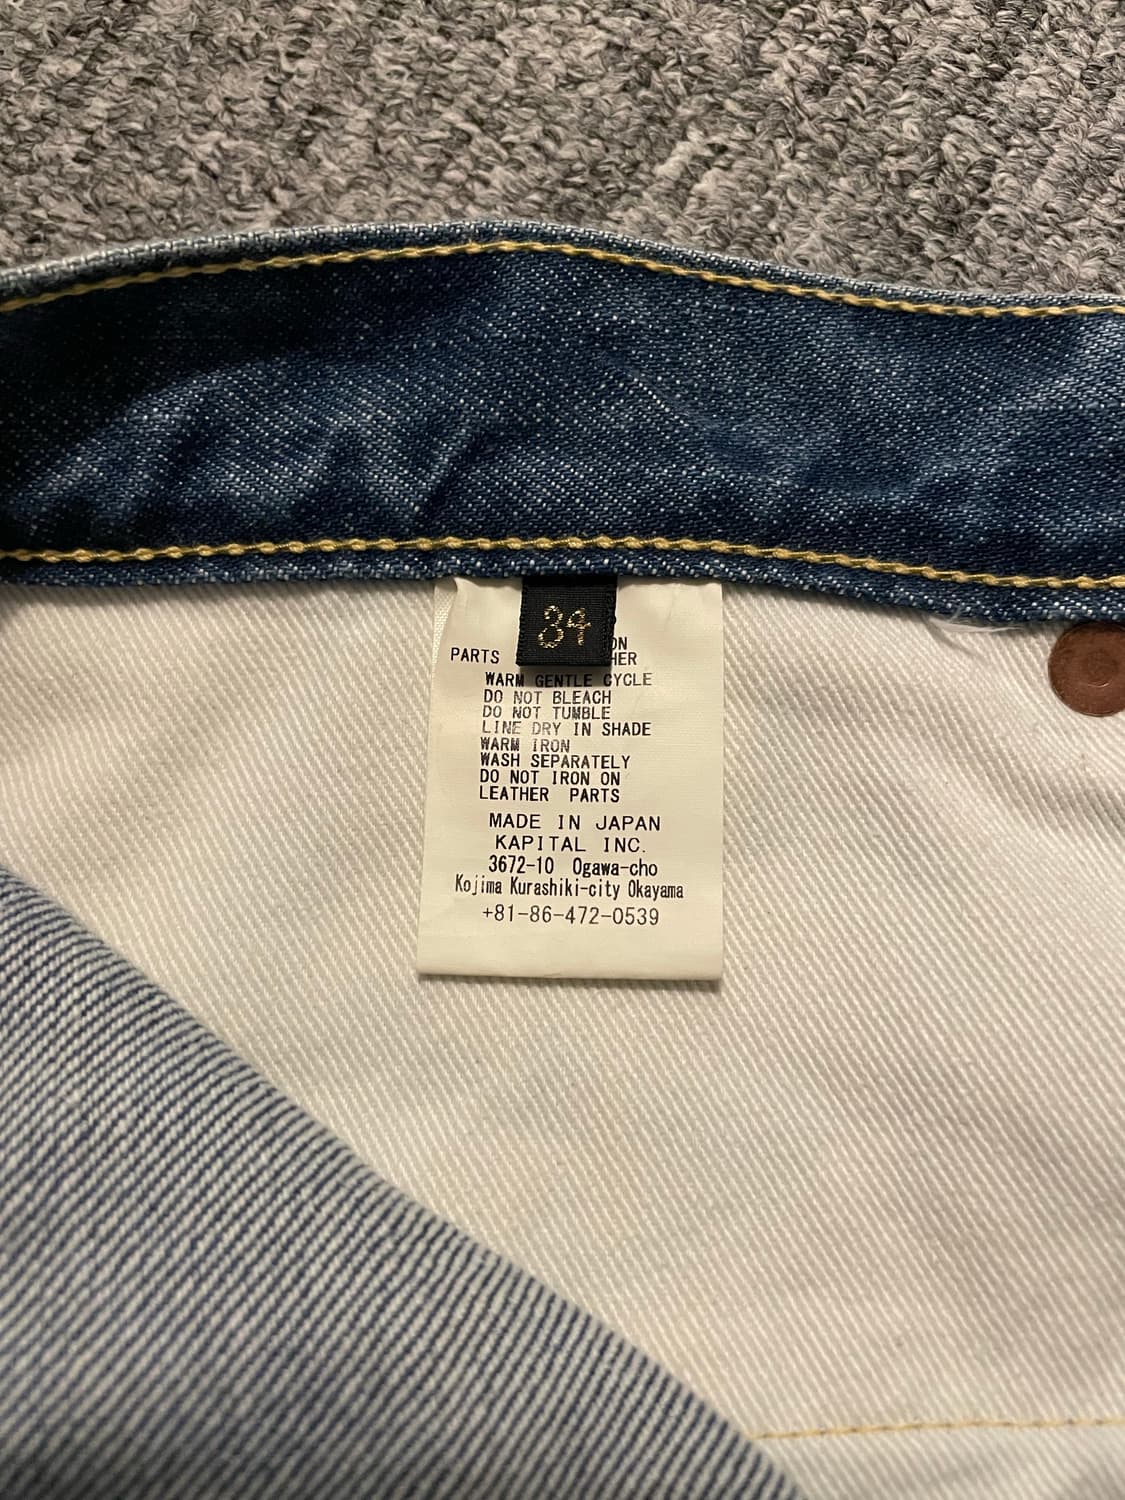 34
PARTS
WARM GENTLE CYCLE
DO NOT BLEACH
DO NOT TUMBLE
LINE DRY IN SHADE
WARM IRON
WASH SEPARATELY
DO NOT IRON ON
LEATHER PARTS
MADE IN JAPAN
KAPITAL INC.
3672-10 Ogawa-cho
Kojima Kurashiki-city Okayama
+81-86-472-0539